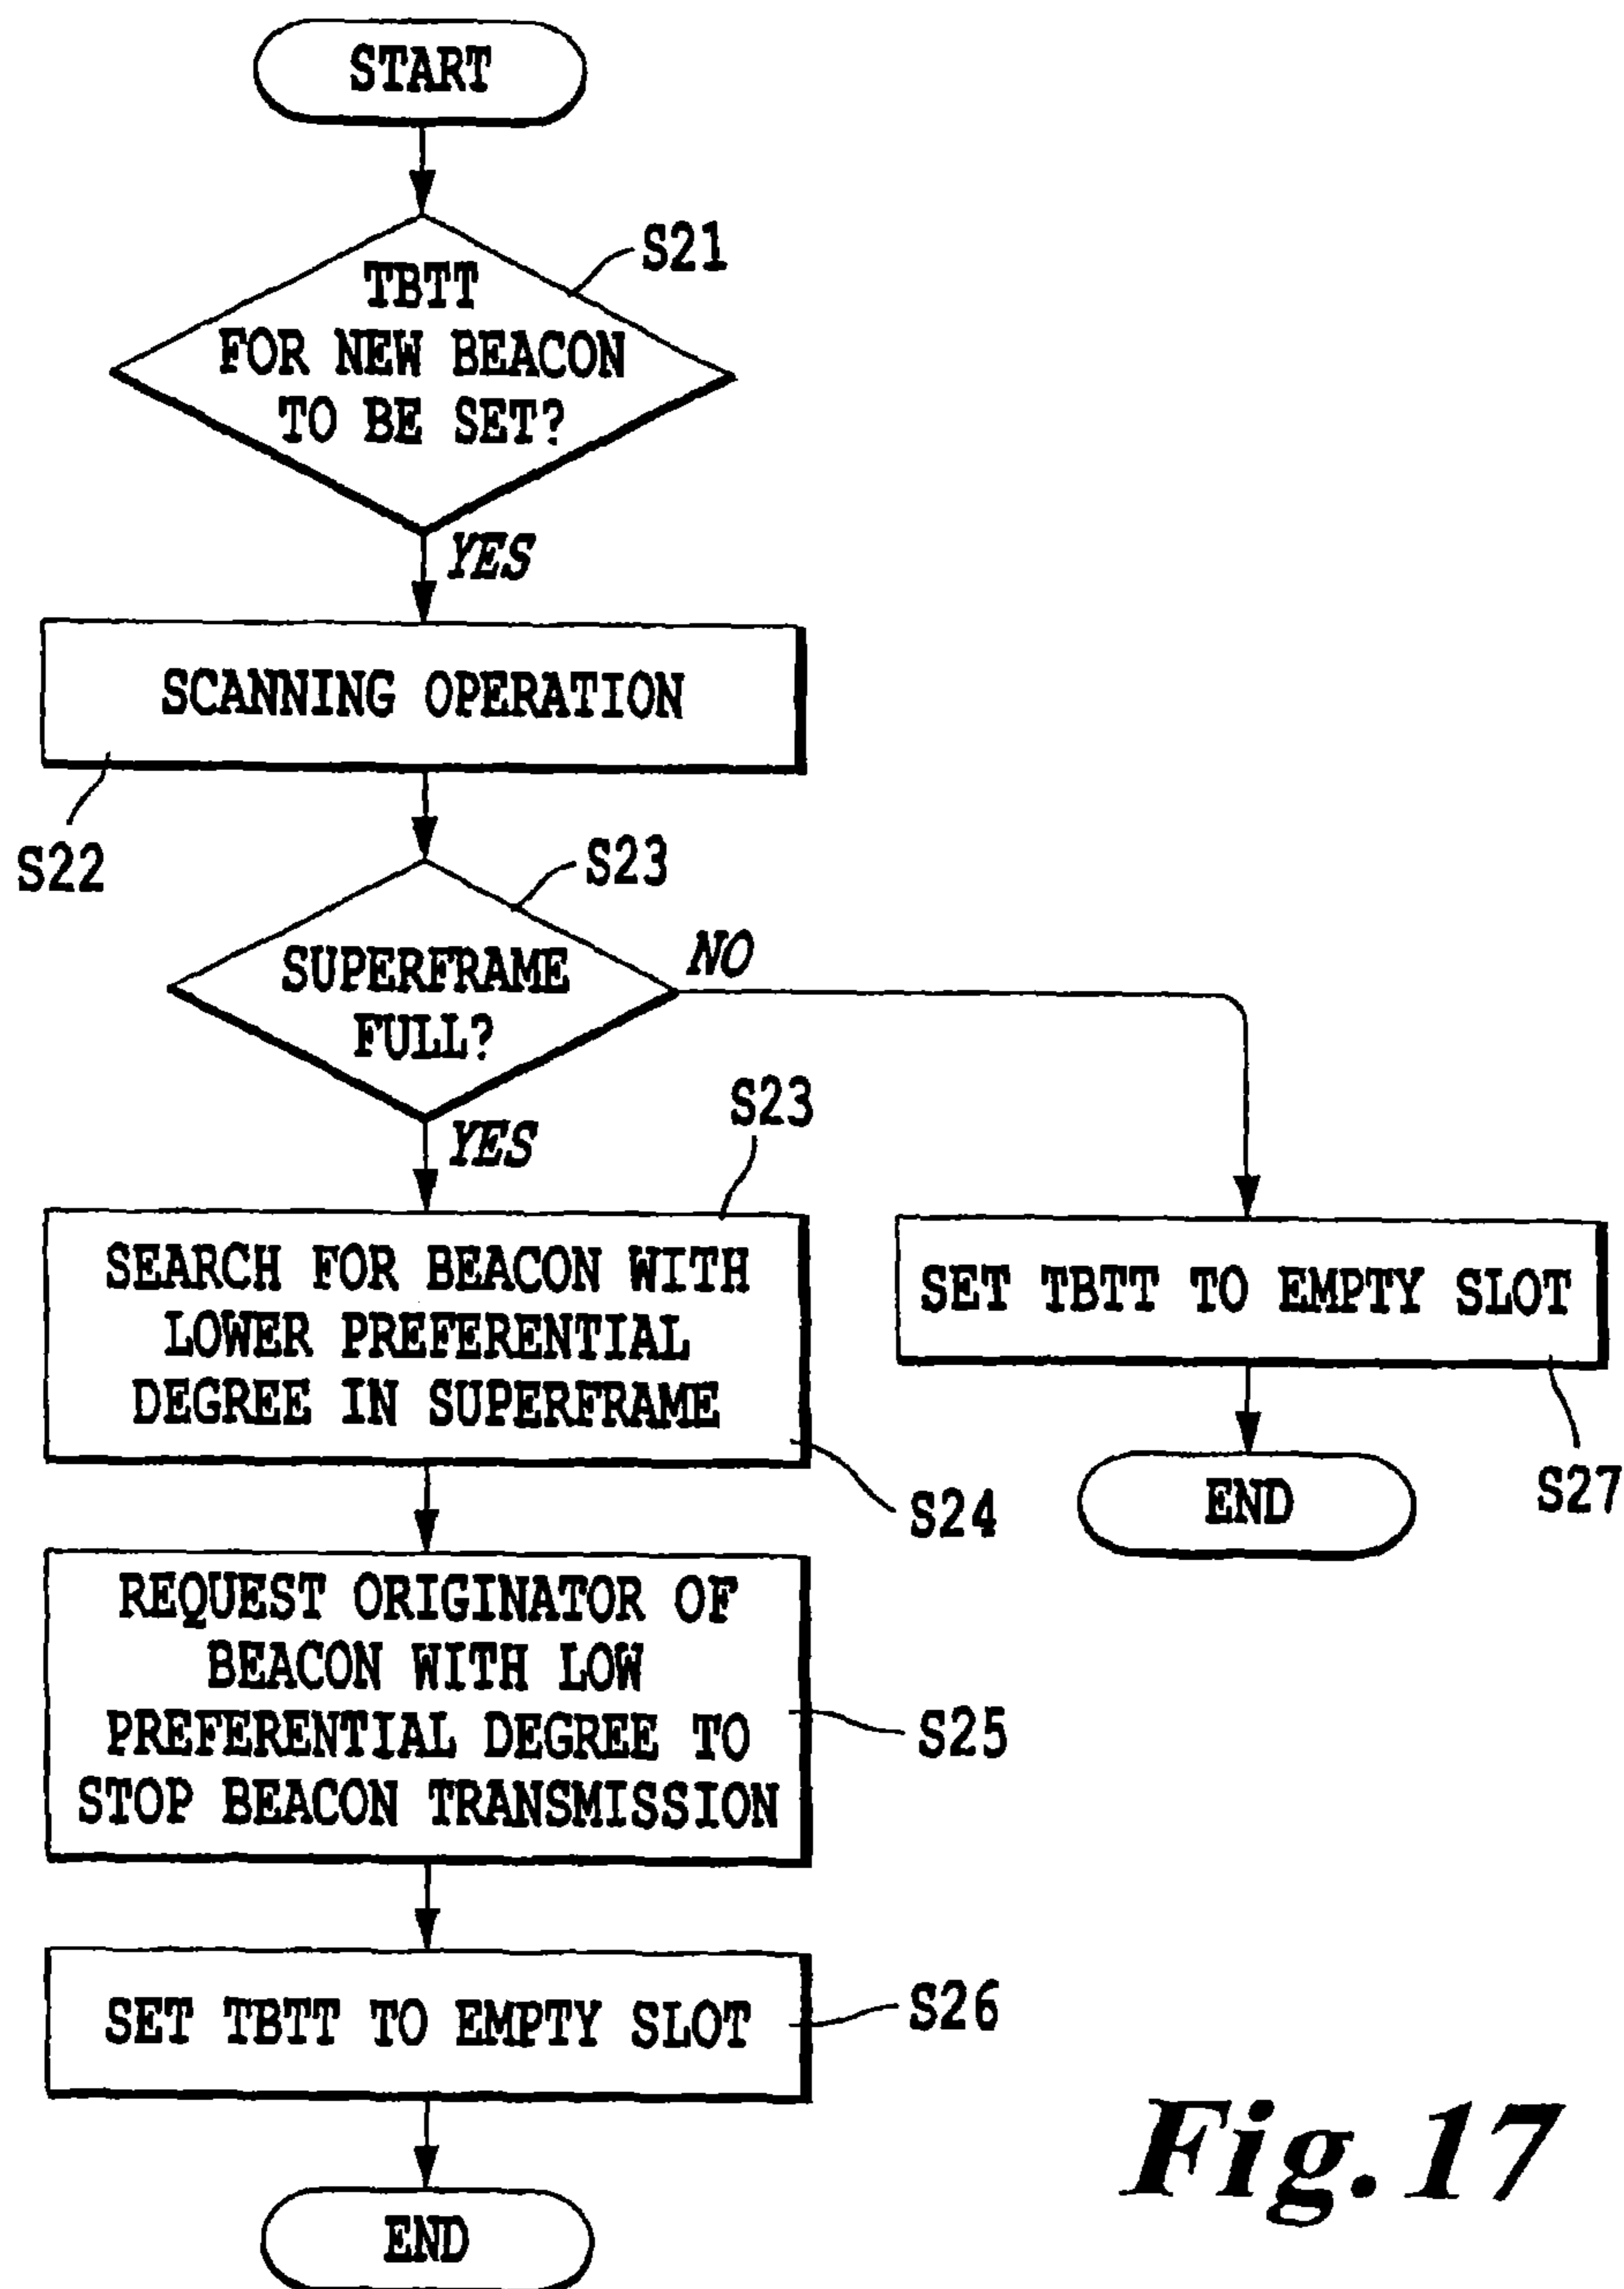 START
S21
TBTT
FOR NEW BEACON
TO BE SET?
YES
SCANNING OPERATION
S22
S23
SUPERFRAME
FULL?
NO
YES
S23
SEARCH FOR BEACON WITH
LOWER PREFERENTIAL
DEGREE IN SUPERFRAME
S24
SET TBTT TO EMPTY SLOT
S27
END
REQUEST ORIGINATOR OF
BEACON WITH LOW
PREFERENTIAL DEGREE TO
STOP BEACON TRANSMISSION
S25
SET TBTT TO EMPTY SLOT
S26
END
Fig.17